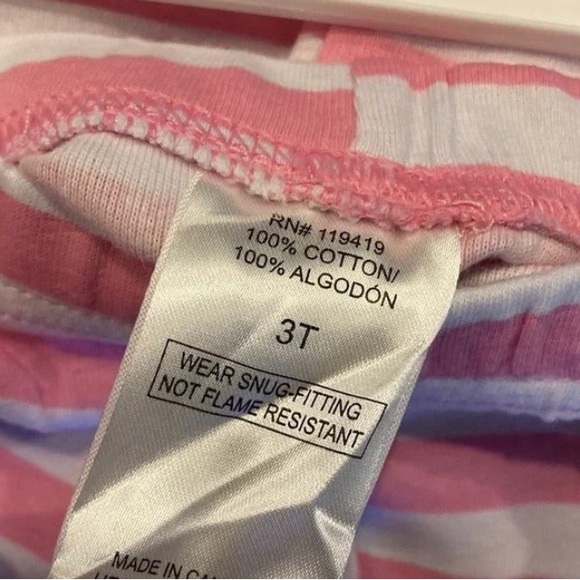 RN# 119419
100% COTTON/
100% ALGODÓN
3T
WEAR SNUG-FITTING
NOT FLAME RESISTANT
MADE IN